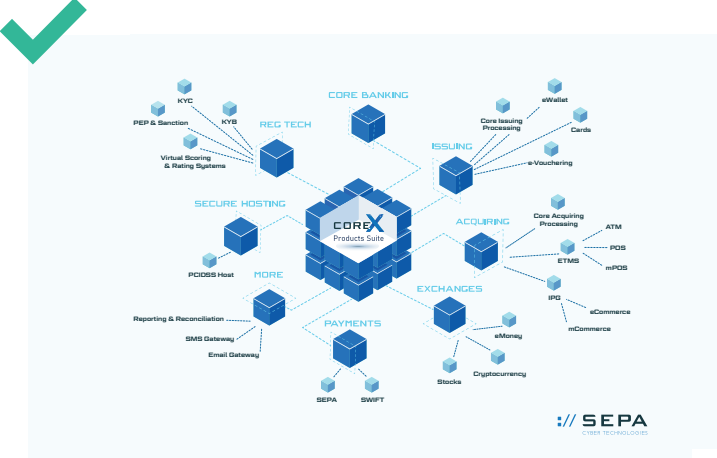 CORE BANKING
KYC
eWallet
PEP & Sanction
KYB
REG TECH
Core Issuing
Processing
Cards
ISSUING
Virtual Scoring
& Rating Systems
e-Vouchering
SECURE HOSTING
COREX
Products Suite
ACQUIRING
Core Acquiring
Processing
ATM
POS
ETMS
mPOS
PCIDSS Host
MORE
EXCHANGES
IPG
eCommerce
mCommerce
Reporting & Reconciliation
SMS Gateway
Email Gateway
PAYMENTS
eMoney
Stocks
Cryptocurrency
SEPA
SWIFT
:// SEPA
CYBER TECHNOLOGIES